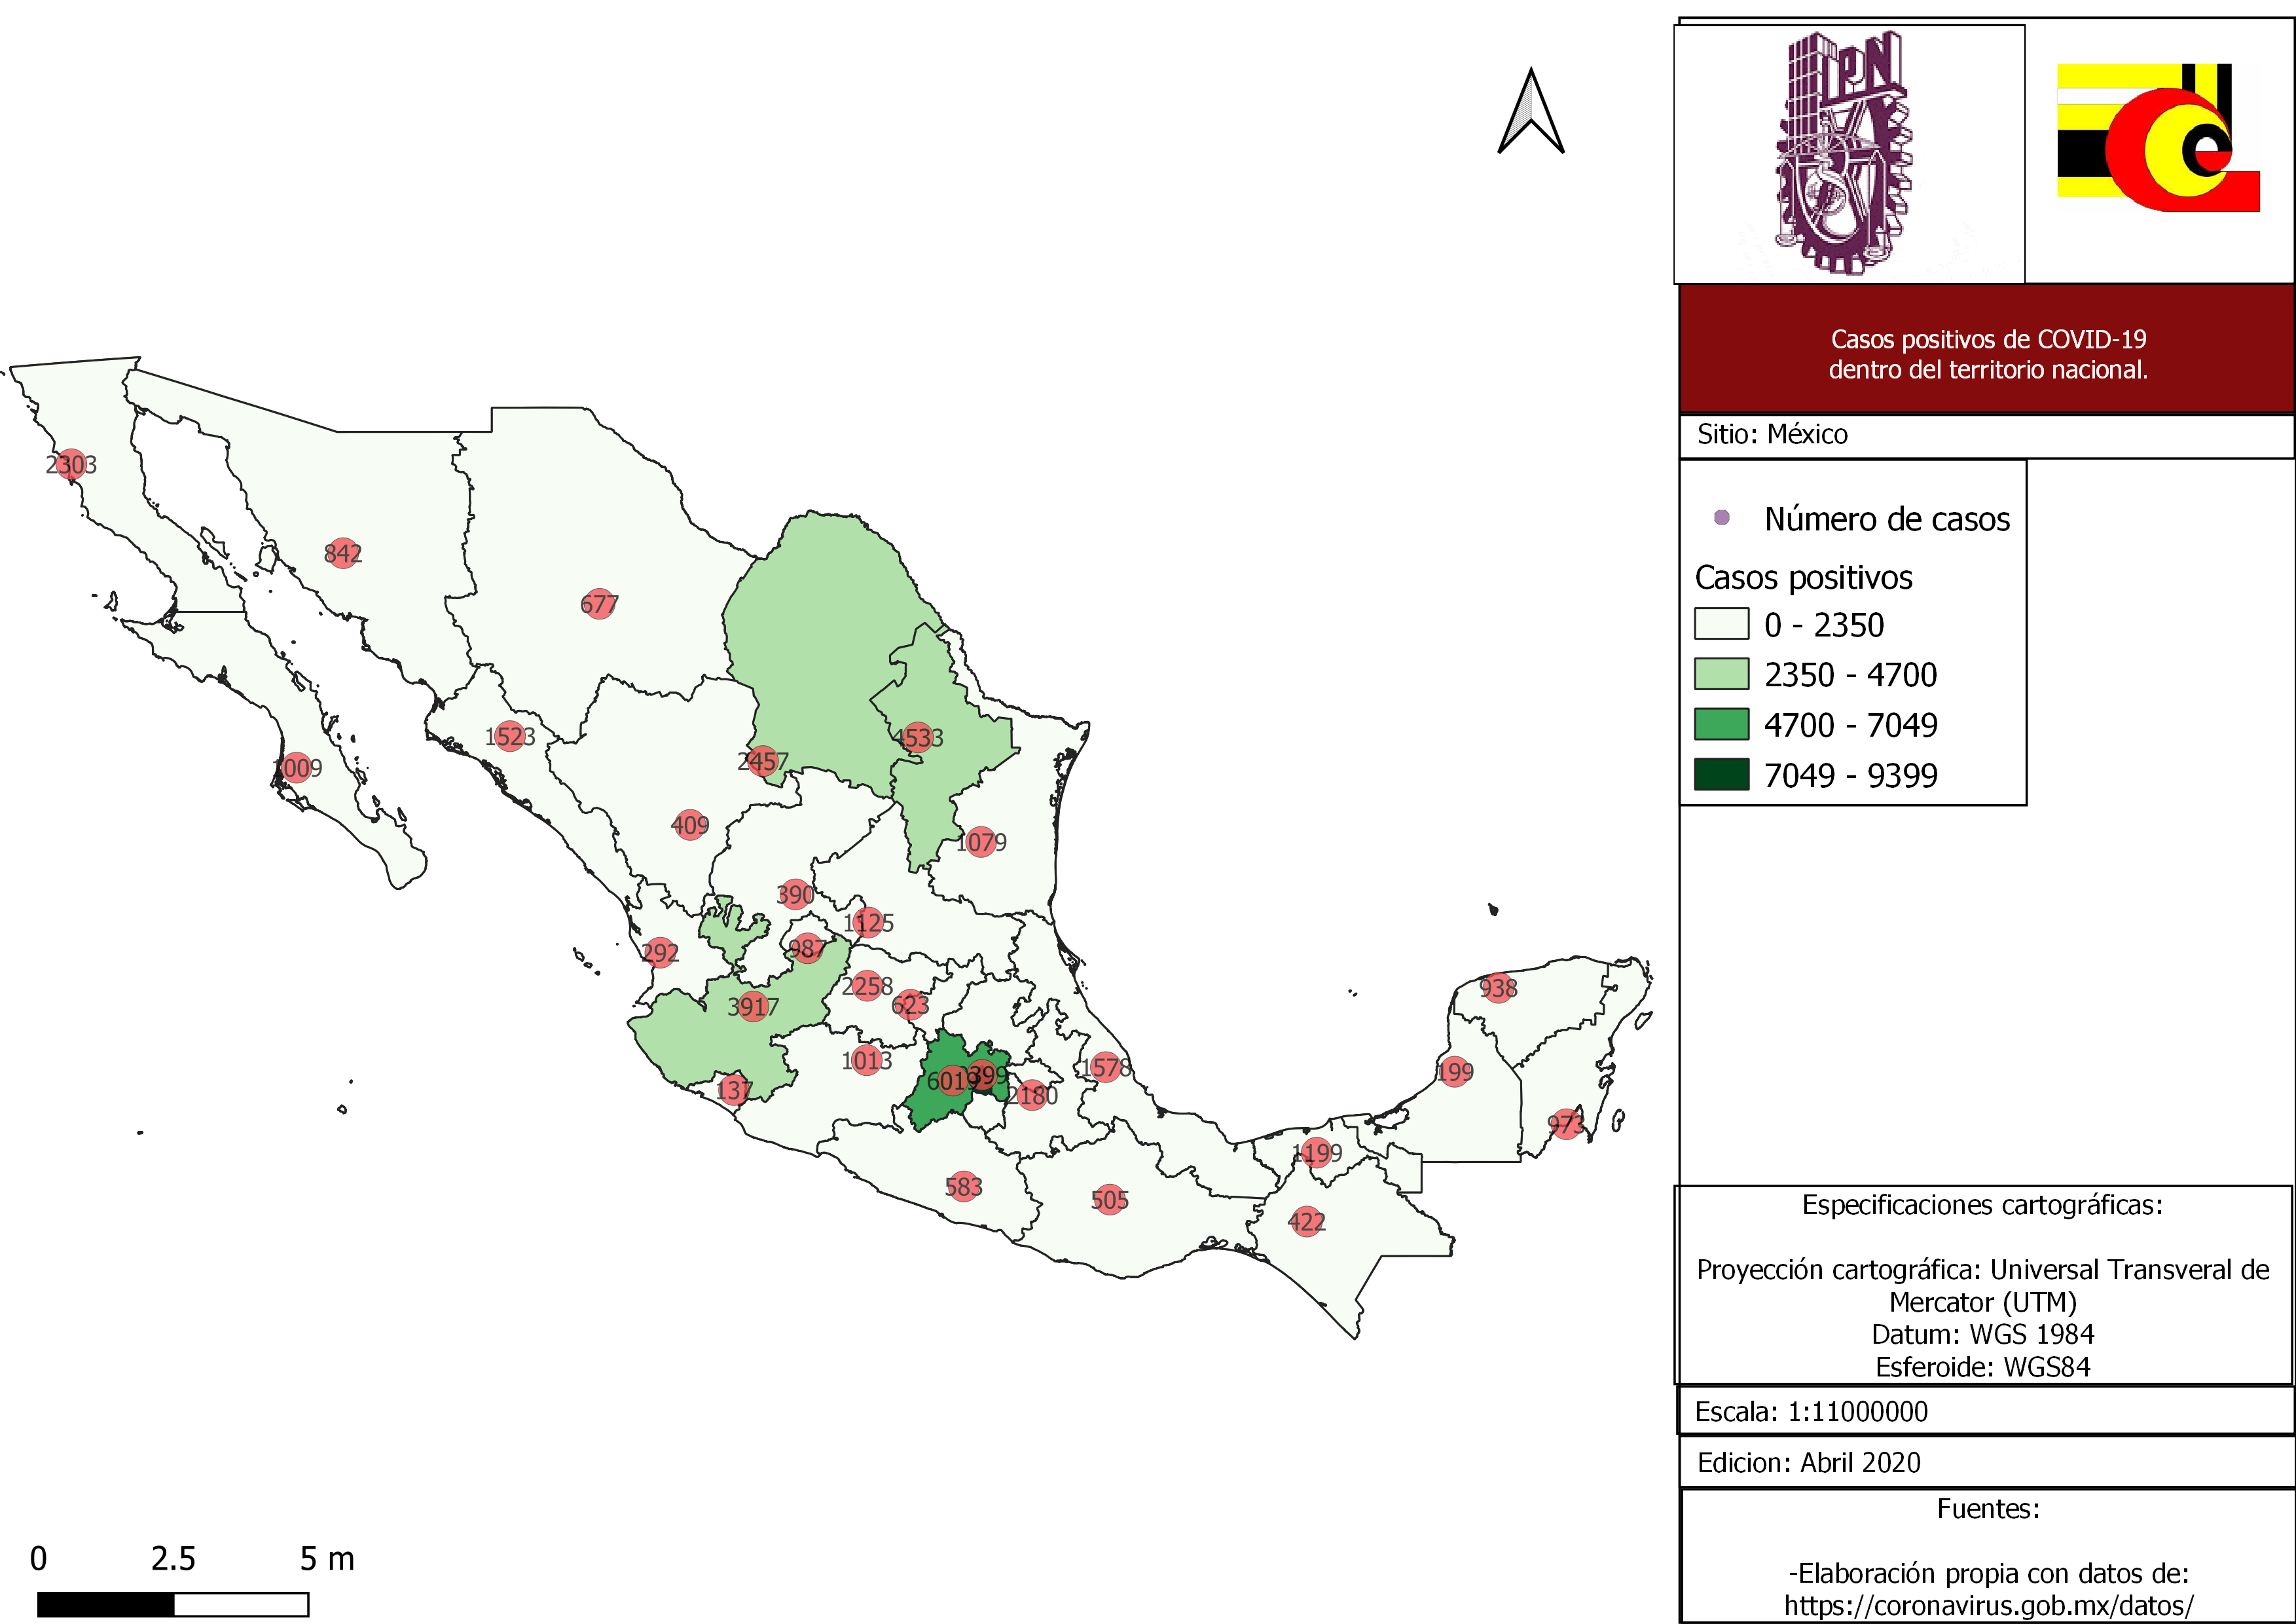 IPN
Casos positivos de COVID-19
dentro del territorio nacional.
Sitio: México
Número de casos
Casos positivos
0 - 2350
2350 - 4700
4700 - 7049
7049 - 9399
2303
842
677
1523
2457
4533
409
1079
390
1125
292
987
2258
623
3917
1013
137
6019
2180
1578
583
505
1199
422
938
199
973
Especificaciones cartográficas:
Proyección cartográfica: Universal Transveral de
Mercator (UTM)
Datum: WGS 1984
Esferoide: WGS84
Escala: 1:11000000
Edicion: Abril 2020
Fuentes:
-Elaboración propia con datos de:
https://coronavirus.gob.mx/datos/
0 2.5 5 m